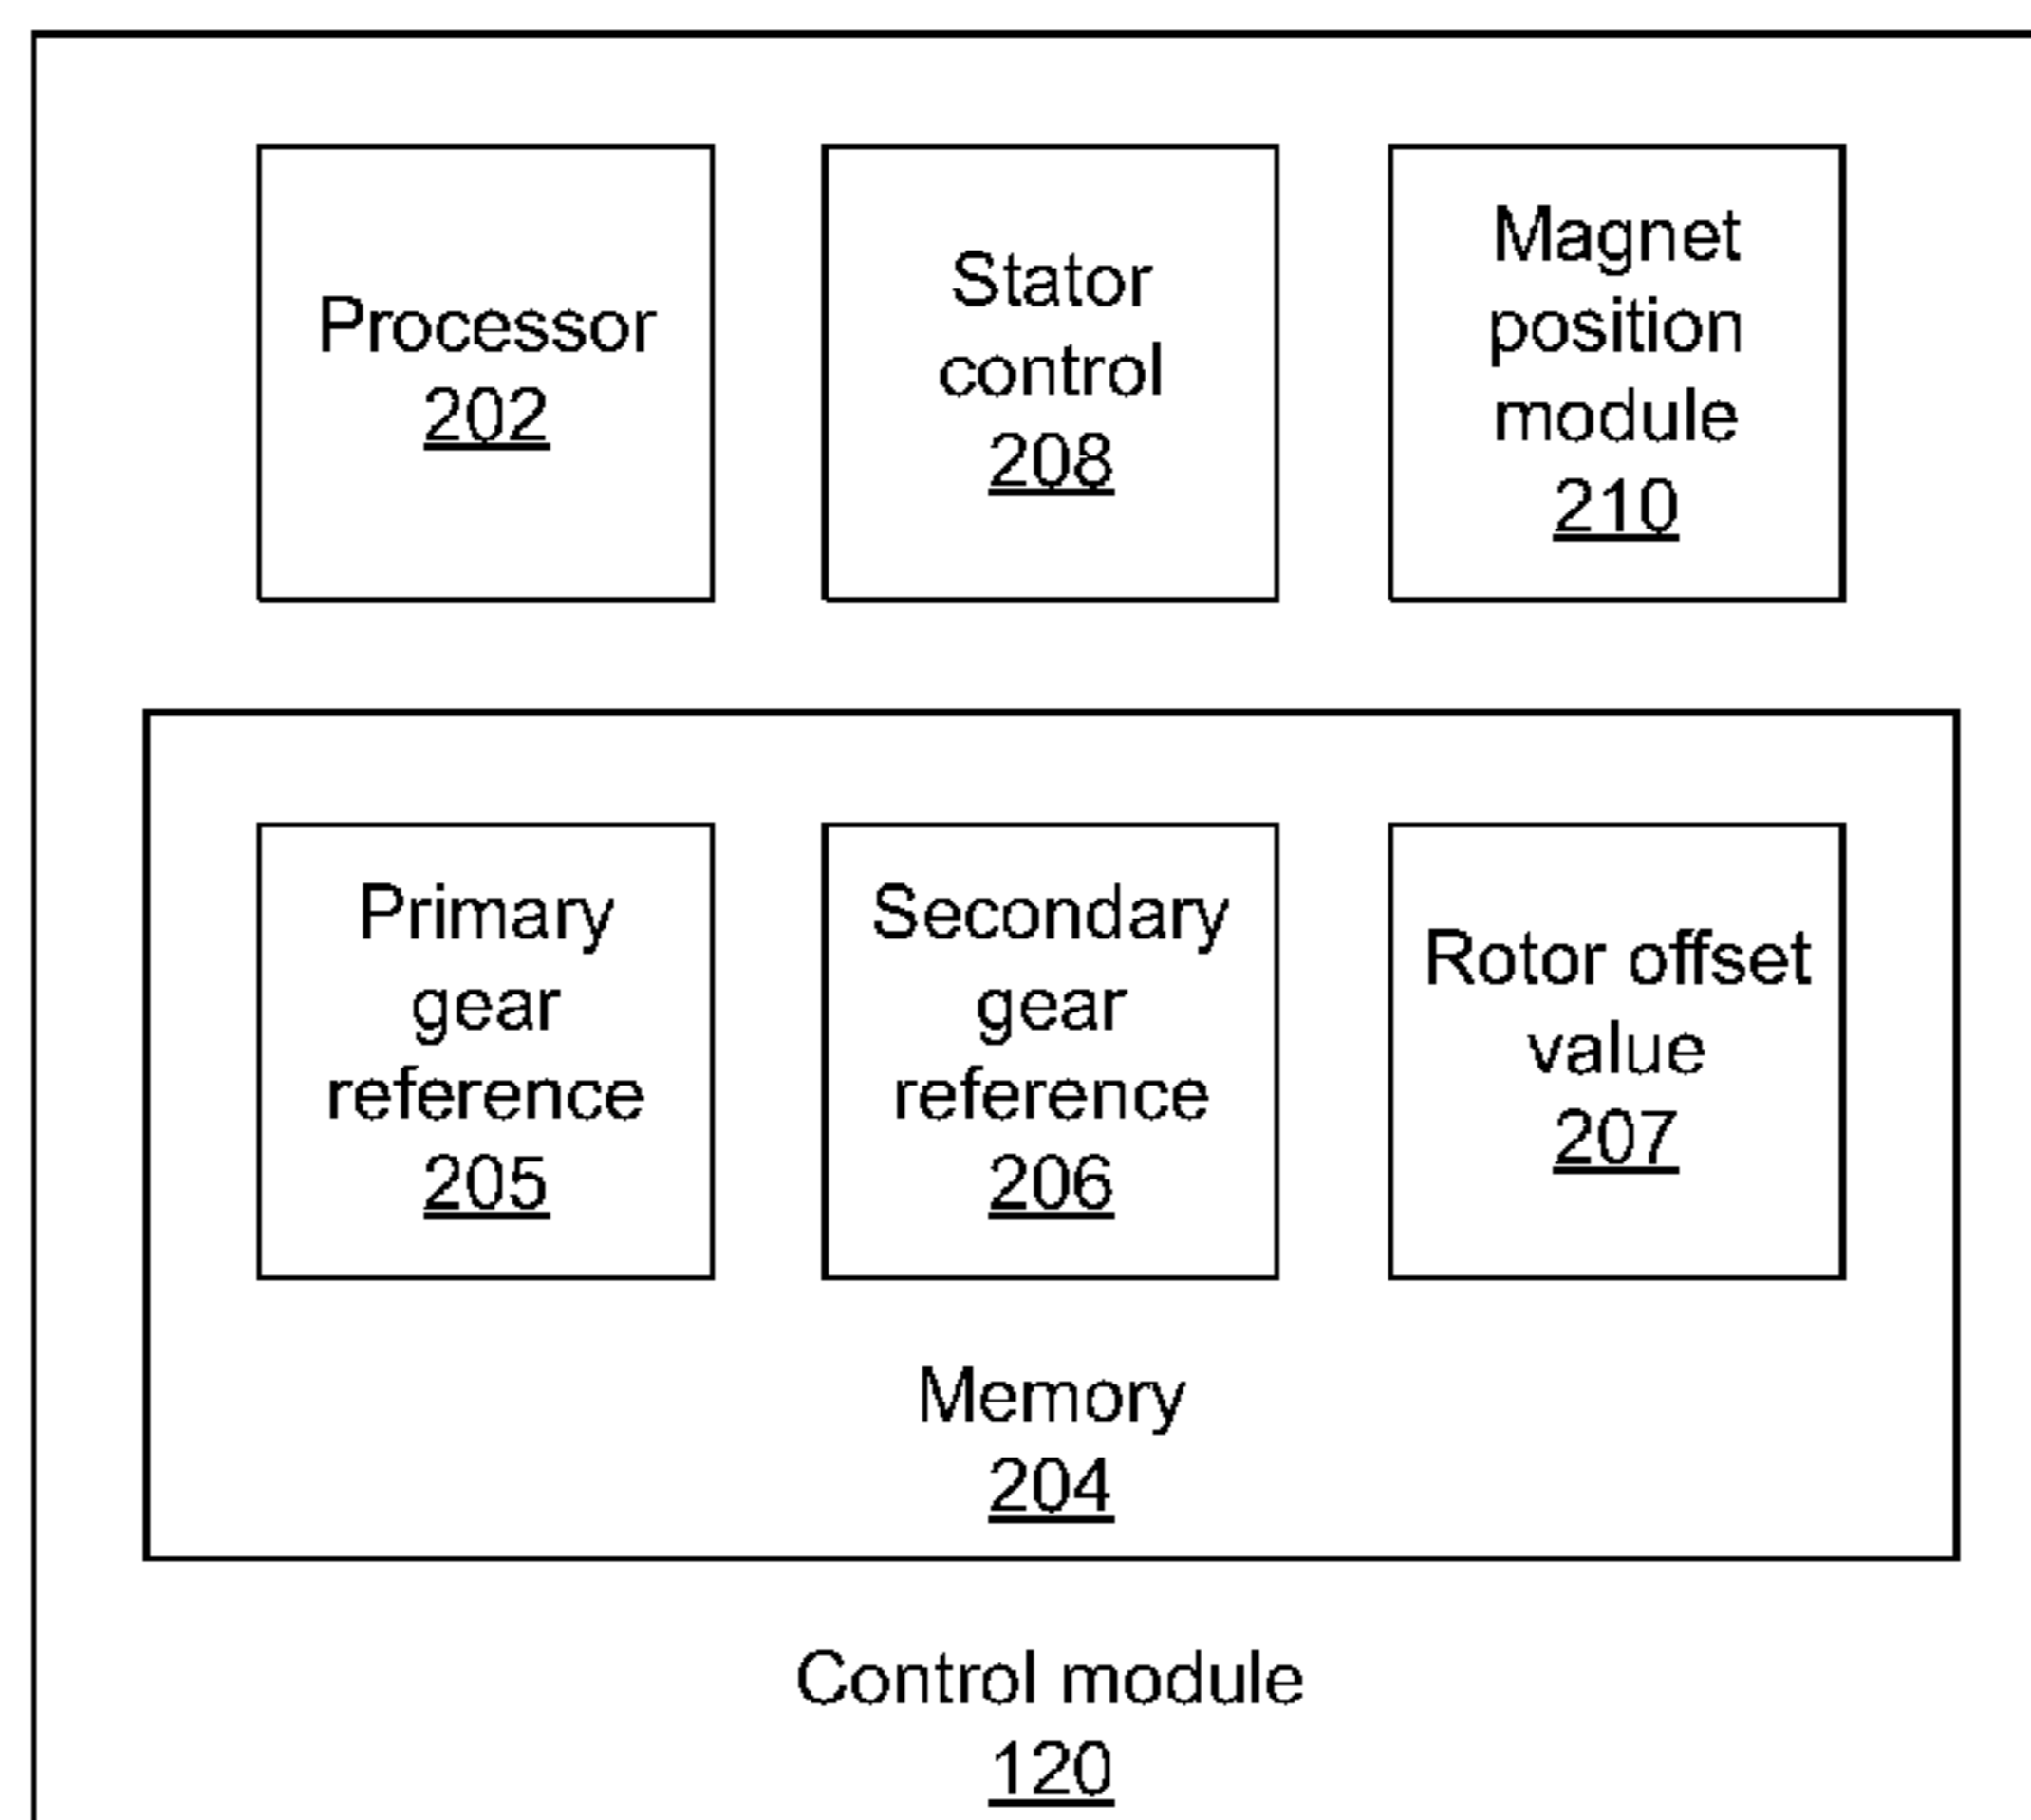 Processor
202
Stator
control
208
Magnet
position
module
210
Primary
gear
reference
205
Secondary
gear
reference
206
Rotor offset
value
207
Memory
204
Control module
120